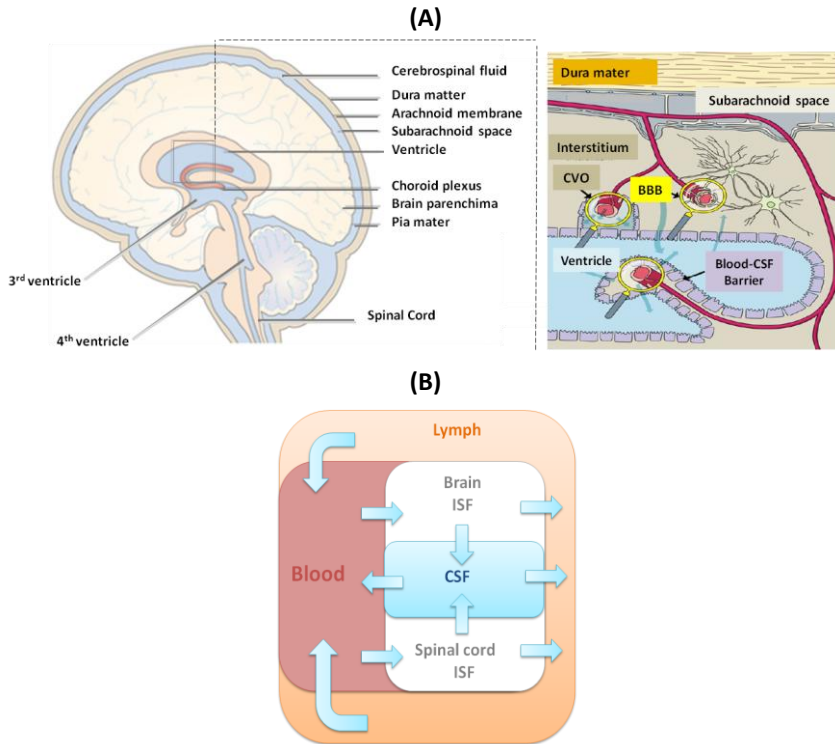 (A)
Cerebrospinal fluid
Dura matter
Arachnoid membrane
Subarachnoid space
Ventricle
Choroid plexus
Brain parenchima
Pia mater
3rd ventricle
4th ventricle
Spinal Cord
Dura mater
Subarachnoid space
Interstitium
CVO
BBB
Ventricle
Blood-CSF
Barrier
(B)
Lymph
Brain
ISF
Blood
CSF
Spinal cord
ISF